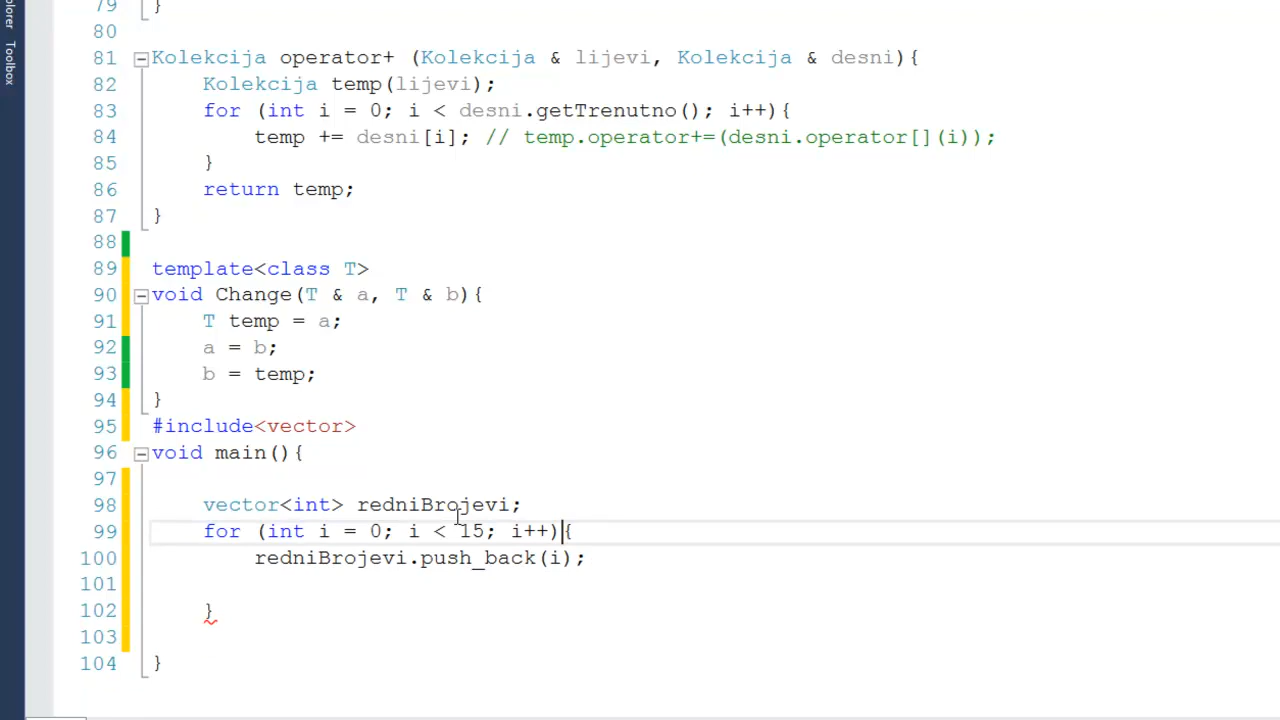 plorer
Toolbox
79 }
80
81 Kolekcija operator+ (Kolekcija & lijevi, Kolekcija & desni){
82     Kolekcija temp(lijevi);
83     for (int i = 0; i < desni.getTrenutno(); i++){
84         temp += desni[i]; // temp.operator+=(desni.operator[](i));
85     }
86     return temp;
87 }
88
89 template<class T>
90 void Change(T & a, T & b){
91     T temp = a;
92     a = b;
93     b = temp;
94 }
95 #include<vector>
96 void main(){
97
98     vector<int> redniBrojevi;
99     for (int i = 0; i < 15; i++){
100         redniBrojevi.push_back(i);
101
102     }
103
104 }